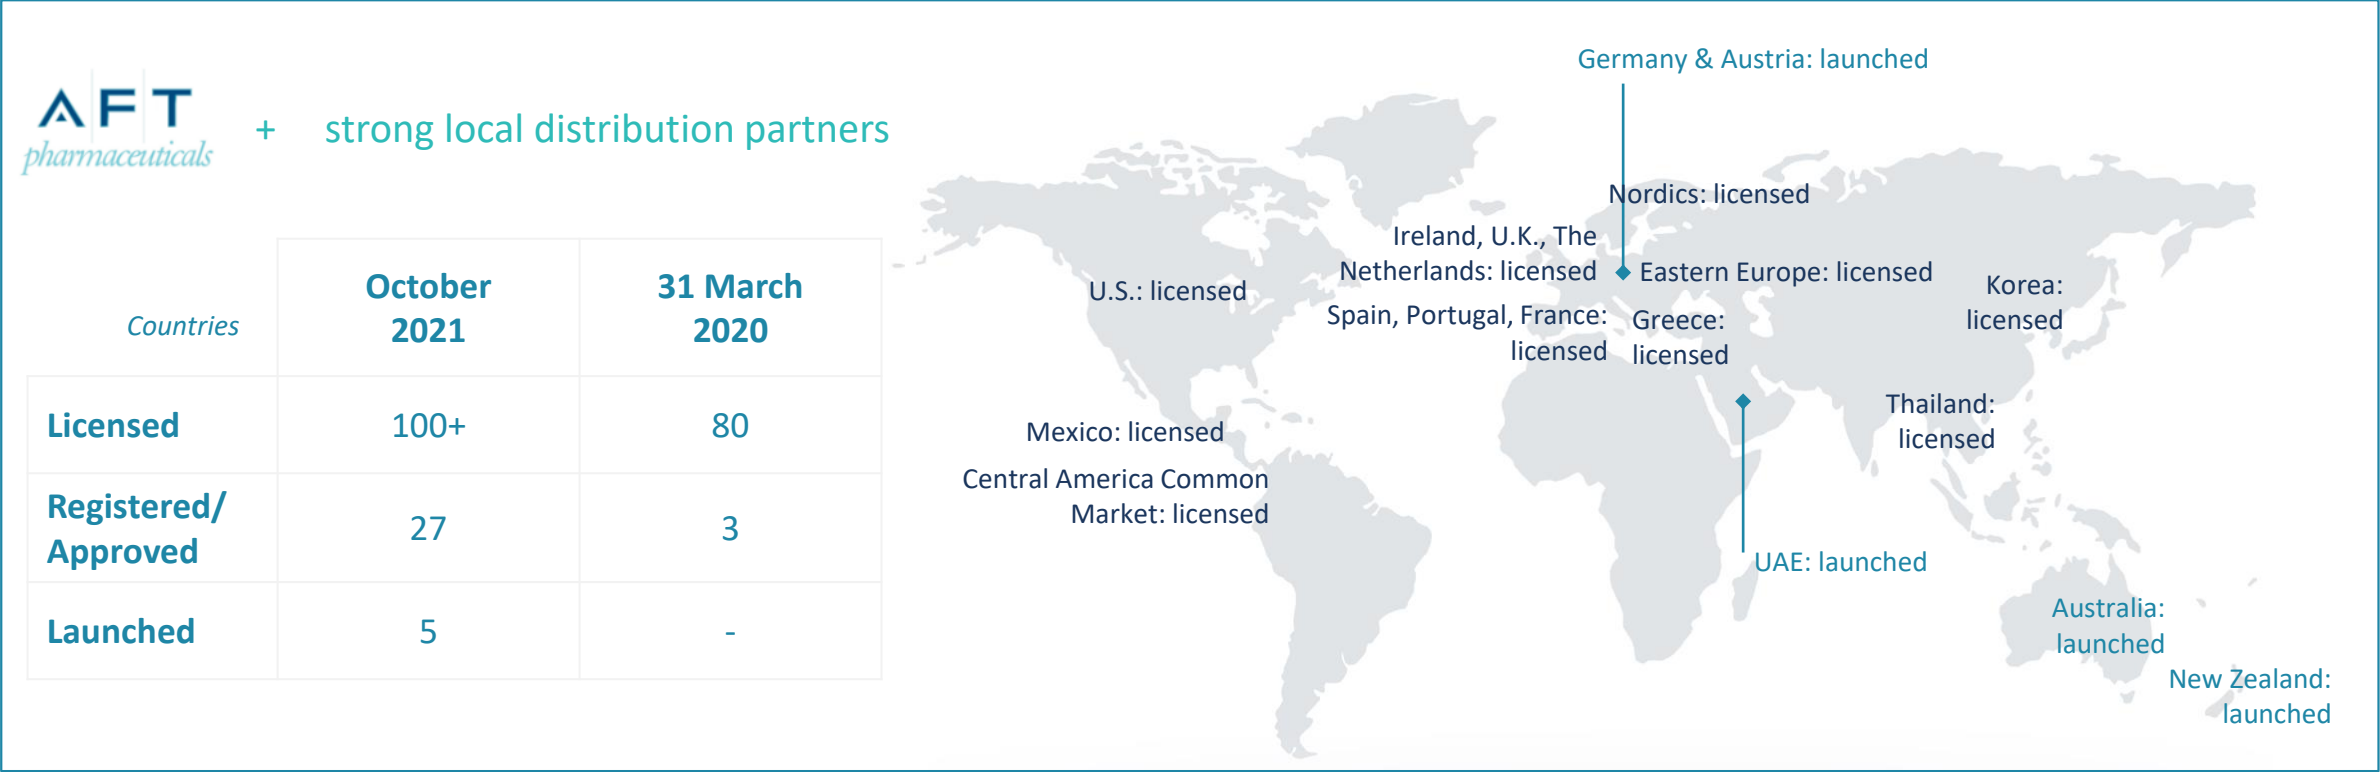 AFT
pharmaceuticals
+ strong local distribution partners
Countries
October
2021
31 March
2020
Licensed
100+
80
Registered/
Approved
27
3
Launched
5
-
Germany & Austria: launched
Nordics: licensed
Ireland, U.K., The
Netherlands: licensed
Eastern Europe: licensed
U.S.: licensed
Korea:
licensed
Spain, Portugal, France:
licensed
Greece:
licensed
Thailand:
licensed
Mexico: licensed
Central America Common
Market: licensed
UAE: launched
Australia:
launched
New Zealand:
launched